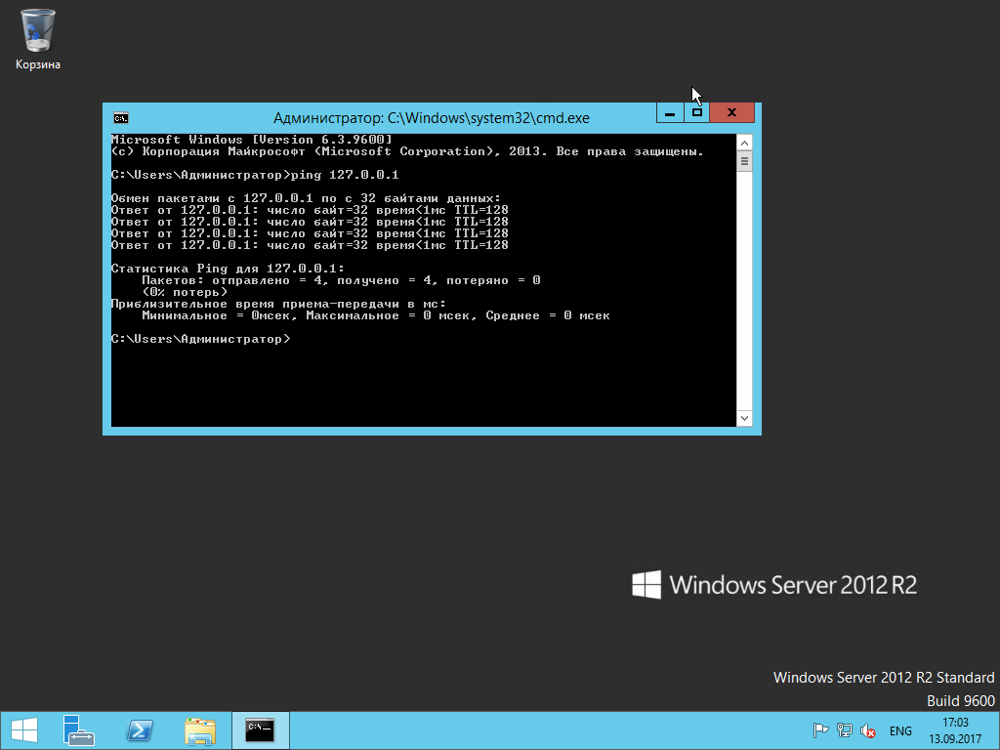 Корзина
Администратор: C:\Windows\system32\cmd.exe
Microsoft Windows [Version 6.3.9600]
(c) Корпорация Майкрософт (Microsoft Corporation), 2013. Все права защищены.
C:\Users\Администратор>ping 127.0.0.1
Обмен пакетами с 127.0.0.1 по с 32 байтами данных:
Ответ от 127.0.0.1: число байт=32 время<1мс TTL=128
Ответ от 127.0.0.1: число байт=32 время<1мс TTL=128
Ответ от 127.0.0.1: число байт=32 время<1мс TTL=128
Ответ от 127.0.0.1: число байт=32 время<1мс TTL=128
Статистика Ping для 127.0.0.1:
Пакетов: отправлено = 4, получено = 4, потеряно = 0
(0% потерь)
Приблизительное время приема-передачи в мс:
Минимальное = 0мсек, Максимальное = 0 мсек, Среднее = 0 мсек
C:\Users\Администратор>
Windows Server 2012 R2
Windows Server 2012 R2 Standard
Build 9600
ENG
17:03
13.09.2017